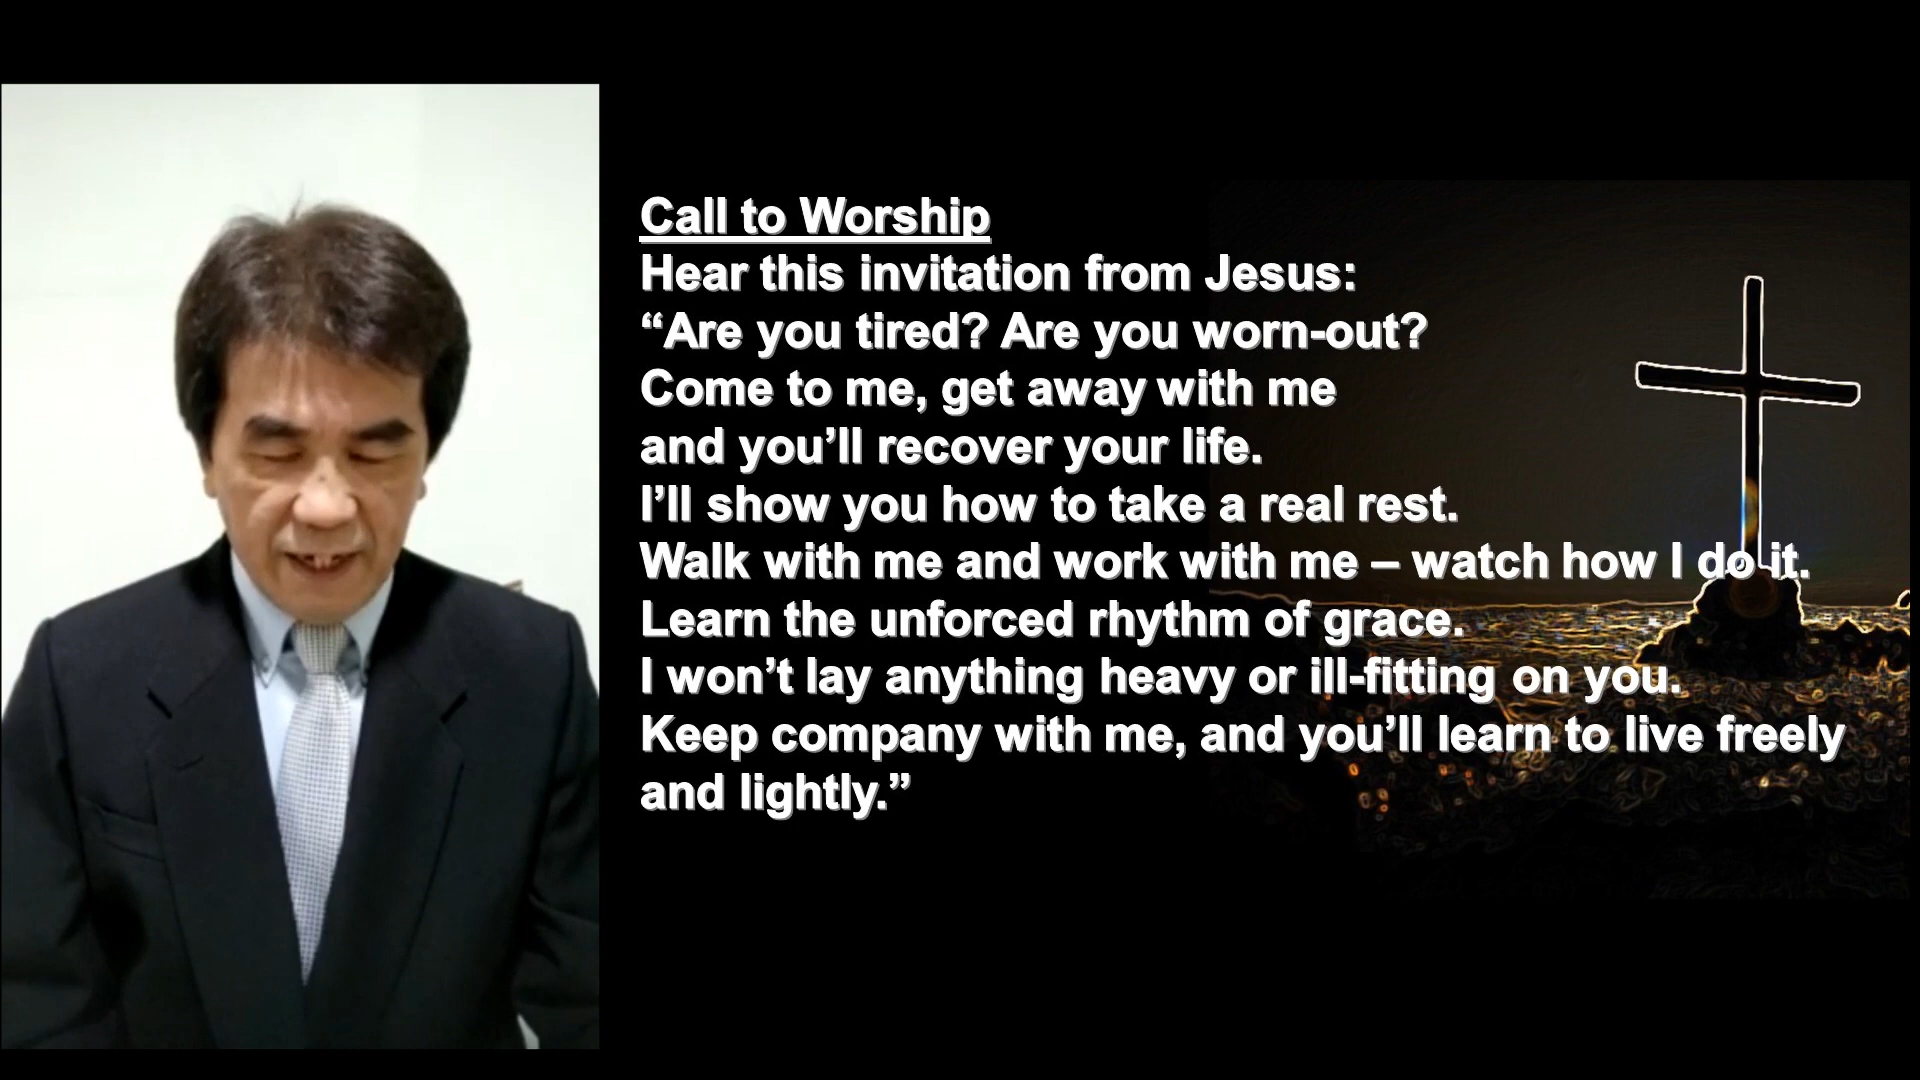 Call to Worship
Hear this invitation from Jesus:
“Are you tired? Are you worn-out?
Come to me, get away with me
and you’ll recover your life.
I’ll show you how to take a real rest.
Walk with me and work with me – watch how I do it.
Learn the unforced rhythm of grace.
I won’t lay anything heavy or ill-fitting on you.
Keep company with me, and you’ll learn to live freely
and lightly.”